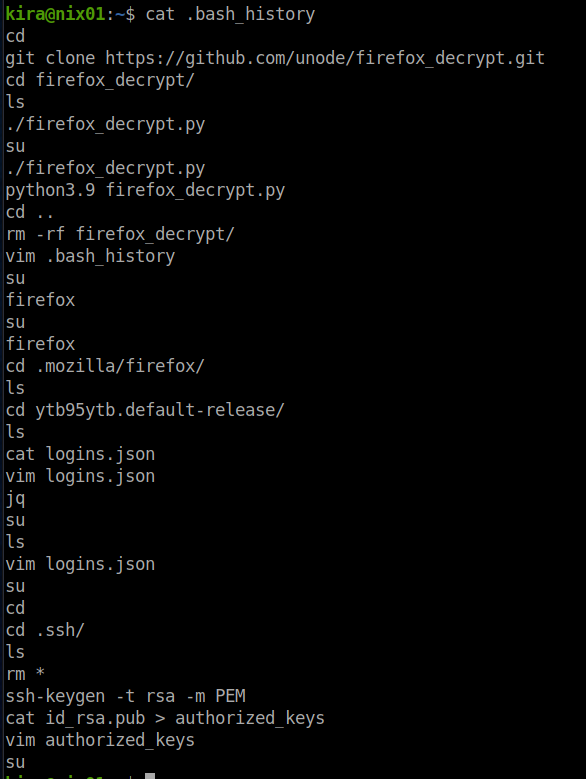 kira@nix01:~$ cat .bash_history
cd
git clone https://github.com/unode/firefox_decrypt.git
cd firefox_decrypt/
ls
./firefox_decrypt.py
su
./firefox_decrypt.py
python3.9 firefox_decrypt.py
cd ..
rm -rf firefox_decrypt/
vim .bash_history
su
firefox
su
firefox
cd .mozilla/firefox/
ls
cd ytb95ytb.default-release/
ls
cat logins.json
vim logins.json
jq
su
ls
vim logins.json
su
cd
cd .ssh/
ls
rm *
ssh-keygen -t rsa -m PEM
cat id_rsa.pub > authorized_keys
vim authorized_keys
su
kira@nix01:~$